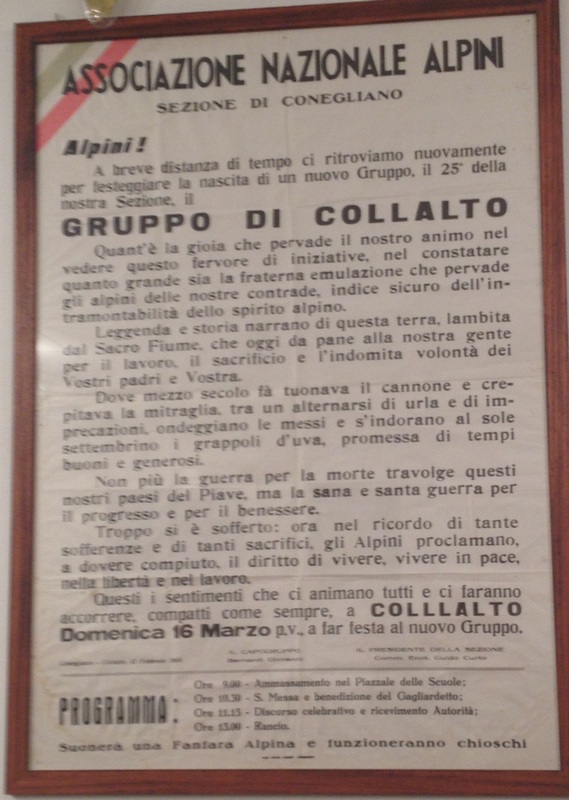 ASSOCIAZIONE NAZIONALE ALPINI
SEZIONE DI CONEGLIANO
Alpini!
A breve distanza di tempo ci ritroviamo nuovamente
per festeggiare la nascita di un nuovo Gruppo, il 25° della
nostra Sezione, il
GRUPPO DI COLLALTO
Quant'è la gioia che pervade il nostro animo nel
vedere questo fervore di iniziative, nel constatare
quanto grande sia la fraterna emulazione che pervade
gli alpini delle nostre contrade, indice sicuro dell'in-
tramontabilità dello spirito alpino.
Leggenda e storia narrano di questa terra, lambita
dal Sacro Fiume, che oggi da pane alla nostra gente
per il lavoro, il sacrificio e l'indomita volontà dei
Vostri padri e Vostra.
Dove mezzo secolo fà tuonava il cannone e cre-
pitava la mitraglia, tra un alternarsi di urla e di im-
precazioni, ondeggiano le messi e s'indorano al sole
settembrino i grappoli d'uva, promessa di tempi
buoni e generosi.
Non più la guerra per la morte travolge questi
nostri paesi del Piave, ma la sana e santa guerra per
il progresso e per il benessere.
Troppo si è sofferto: ora nel ricordo di tante
sofferenze e di tanti sacrifici, gli Alpini proclamano,
a dovere compiuto, il diritto di vivere, vivere in pace,
nella libertà e nel lavoro.
Questi i sentimenti che ci animano tutti e ci faranno
accorrere, compatti come sempre, a COLLLALTO
Domenica 16 Marzo p.v., a far festa al nuovo Gruppo.
IL CAPOGRUPPO IL PRESIDENTE DELLA SEZIONE
Comm. Rag. Guido Curto
PROGRAMMA:
Ore 9.00 - Ammassamento nel Piazzale delle Scuole;
Ore 10.30 - S. Messa e benedizione del Gagliardetto;
Ore 11.15 - Discorso celebrativo e ricevimento Autorità;
Ore 13.00 - Rancio.
Suonerà una Fanfara Alpina e funzioneranno chioschi